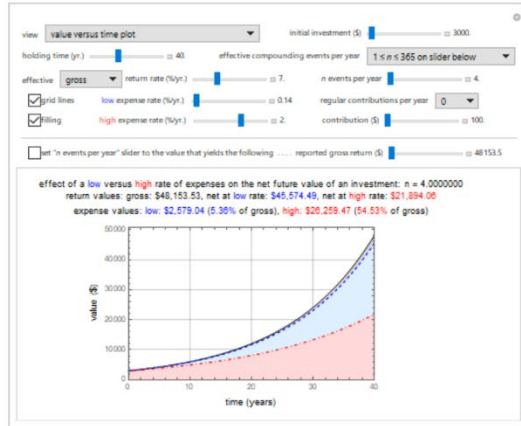 view value versus time plot initial investment ($) 3000.
holding time (yr.) 40. effective compounding events per year 1 ≤ n ≤ 365 on slider below
effective gross return rate (%/yr.) 7. n events per year 4.
grid lines low expense rate (%/yr.) 0.14 regular contributions per year 0
filling high expense rate (%/yr.) 2. contribution ($) 100.
set "n events per year" slider to the value that yields the following .... reported gross return ($) 48153.5
effect of a low versus high rate of expenses on the net future value of an investment: n = 4.0000000
return values: gross: $48,153.53, net at low rate: $45,574.49, net at high rate: $21,894.06
expense values: low: $2,579.04 (5.36% of gross), high: $26,259.47 (54.53% of gross)
50000
40000
30000
20000
10000
0
value ($)
0 10 20 30 40
time (years)